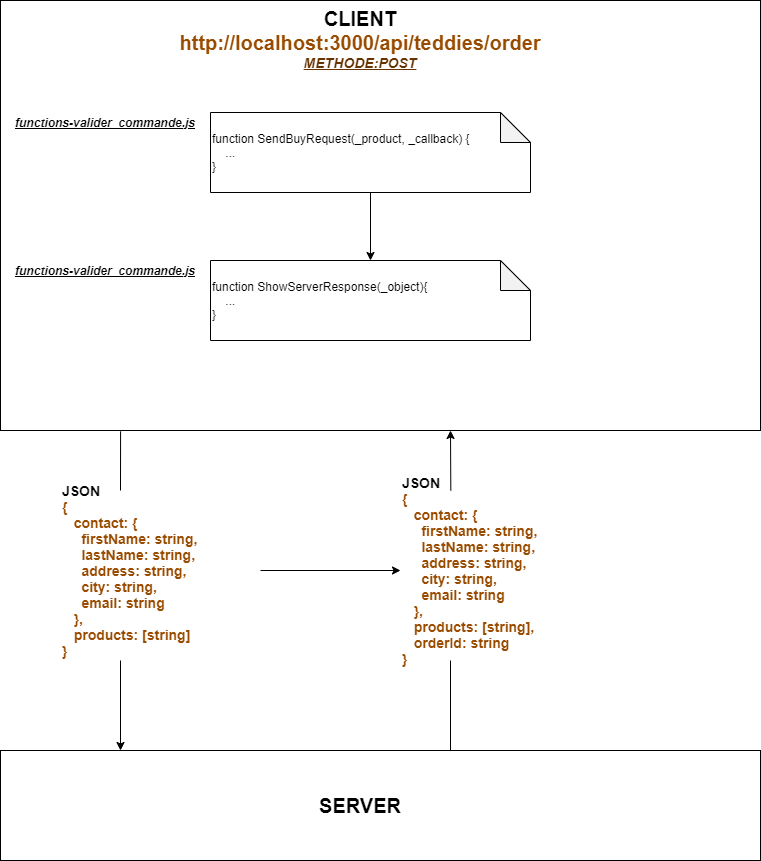 CLIENT
http://localhost:3000/api/teddies/order
METHODE:POST
functions-valider_commande.js
function SendBuyRequest(_product, _callback) {
...
}
functions-valider_commande.js
function ShowServerResponse(_object){
...
}
JSON
{
contact: {
firstName: string,
lastName: string,
address: string,
city: string,
email: string
},
products: [string]
}
JSON
{
contact: {
firstName: string,
lastName: string,
address: string,
city: string,
email: string
},
products: [string],
orderId: string
}
SERVER